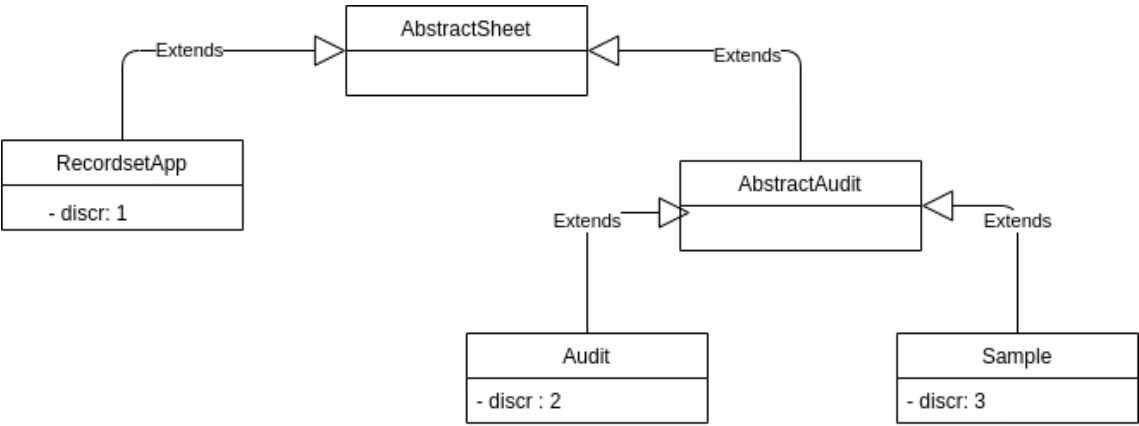 AbstractSheet
Extends
Extends
RecordsetApp
- discr: 1
AbstractAudit
Extends
Extends
Audit
- discr : 2
Sample
- discr: 3